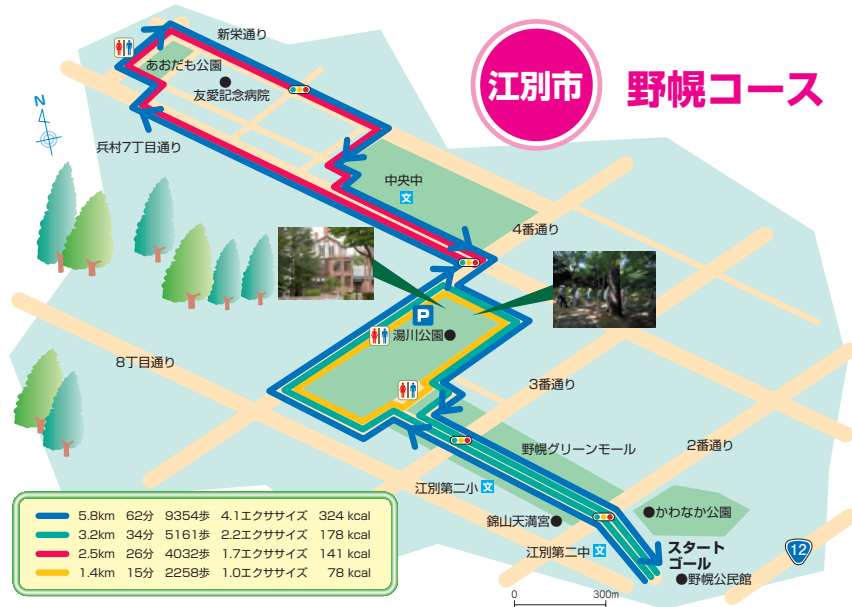 江別市
野幌コース
新栄通り
あおだも公園
友愛記念病院
N
兵村7丁目通り
中央中
文
4番通り
P
湯川公園
8丁目通り
3番通り
2番通り
野幌グリーンモール
江別第二小 文
かわなか公園
錦山天満宮
江別第二中 文
スタート
ゴール
12
野幌公民館
5.8km 62分 9354歩 4.1エクササイズ 324 kcal
3.2km 34分 5161歩 2.2エクササイズ 178 kcal
2.5km 26分 4032歩 1.7エクササイズ 141 kcal
1.4km 15分 2258歩 1.0エクササイズ 78 kcal
0 300m